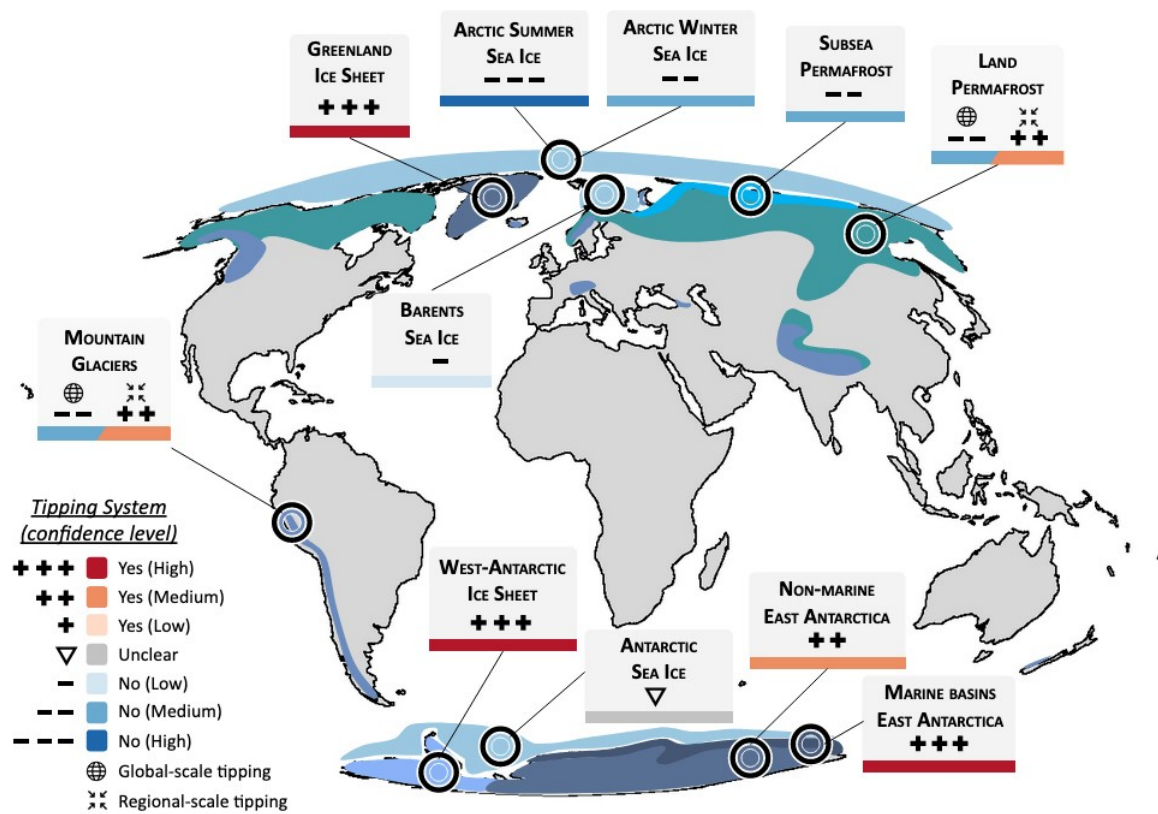 Greenland
Ice Sheet
+++
Arctic Summer
Sea Ice
---
Arctic Winter
Sea Ice
--
Subsea
Permafrost
--
Land
Permafrost
-- ++
Barents
Sea Ice
-
Mountain
Glaciers
-- ++
Tipping System
(confidence level)
+++ Yes (High)
++ Yes (Medium)
+ Yes (Low)
▽ Unclear
- No (Low)
-- No (Medium)
--- No (High)
Global-scale tipping
Regional-scale tipping
West-Antarctic
Ice Sheet
+++
Antarctic
Sea Ice
▽
Non-marine
East Antarctica
++
Marine basins
East Antarctica
+++